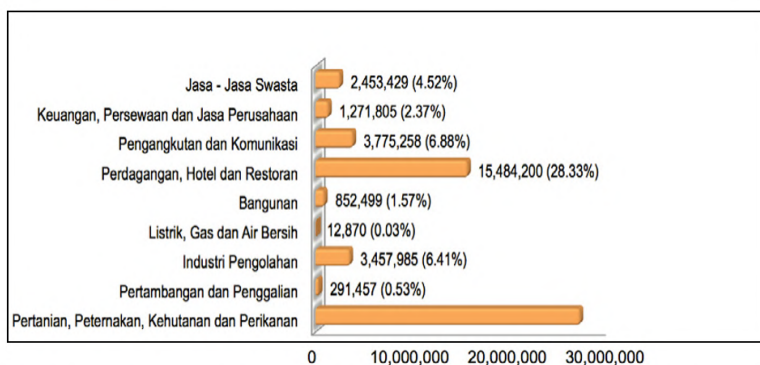 Jasa - Jasa Swasta 2,453,429 (4.52%)
Keuangan, Persewaan dan Jasa Perusahaan 1,271,805 (2.37%)
Pengangkutan dan Komunikasi 3,775,258 (6.88%)
Perdagangan, Hotel dan Restoran 15,484,200 (28.33%)
Bangunan 852,499 (1.57%)
Listrik, Gas dan Air Bersih 12,870 (0.03%)
Industri Pengolahan 3,457,985 (6.41%)
Pertambangan dan Penggalian 291,457 (0.53%)
Pertanian, Peternakan, Kehutanan dan Perikanan
0 10,000,000 20,000,000 30,000,000